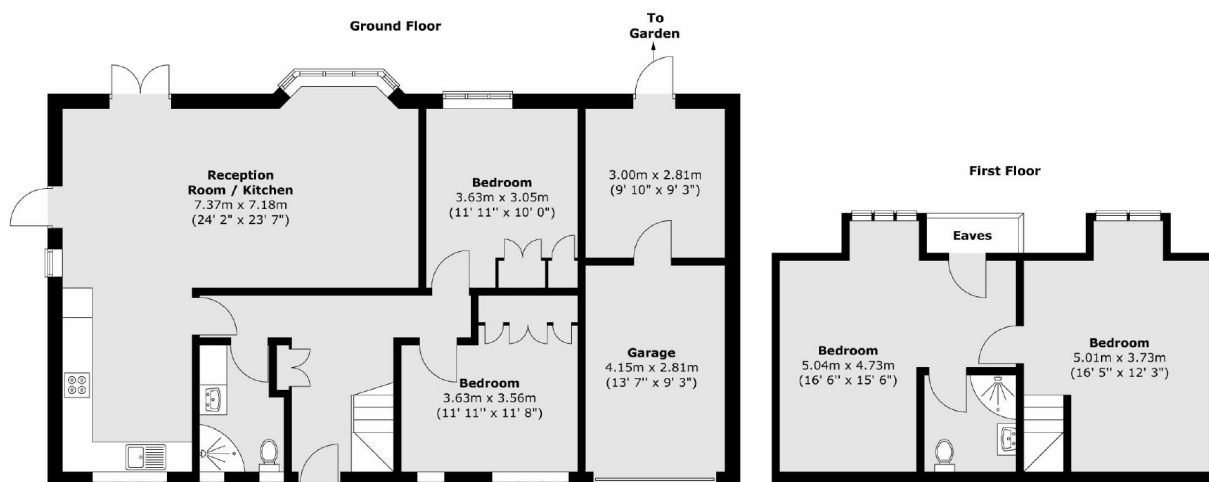 Ground Floor
To
Garden
Reception
Room / Kitchen
7.37m x 7.18m
(24' 2" x 23' 7")
Bedroom
3.63m x 3.05m
(11' 11" x 10' 0")
3.00m x 2.81m
(9' 10" x 9' 3")
Bedroom
3.63m x 3.56m
(11' 11" x 11' 8")
Garage
4.15m x 2.81m
(13' 7" x 9' 3")
First Floor
Eaves
Bedroom
5.04m x 4.73m
(16' 6" x 15' 6")
Bedroom
5.01m x 3.73m
(16' 5" x 12' 3")